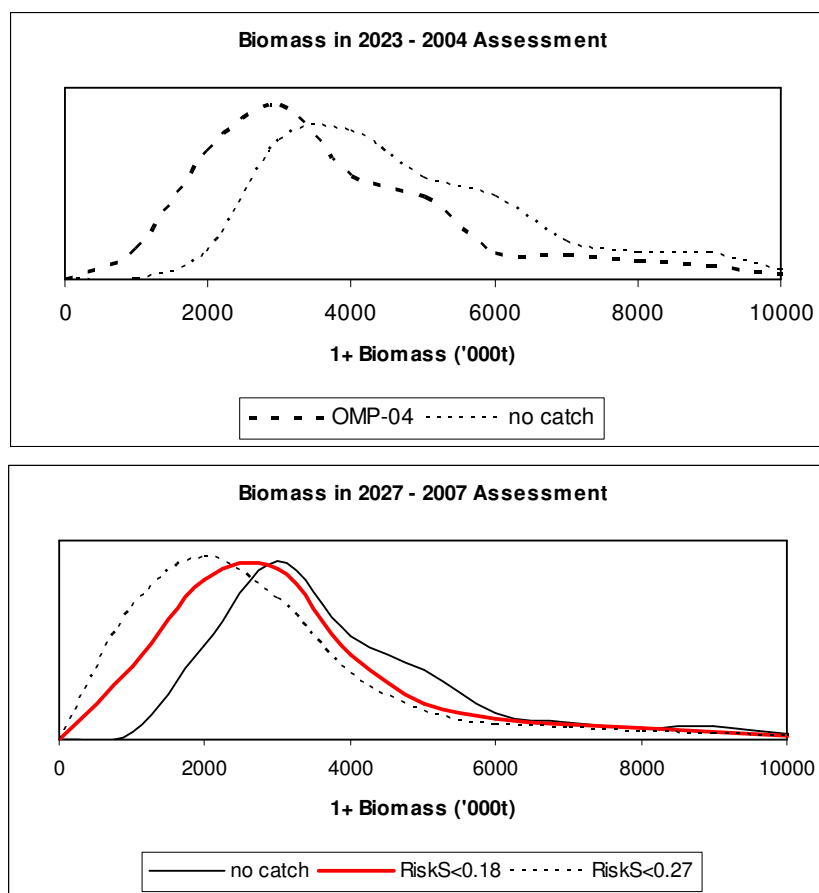 Biomass in 2023 - 2004 Assessment
0 2000 4000 6000 8000 10000
1+ Biomass ('000t)
OMP-04 no catch
Biomass in 2027 - 2007 Assessment
0 2000 4000 6000 8000 10000
1+ Biomass ('000t)
no catch RiskS<0.18 RiskS<0.27